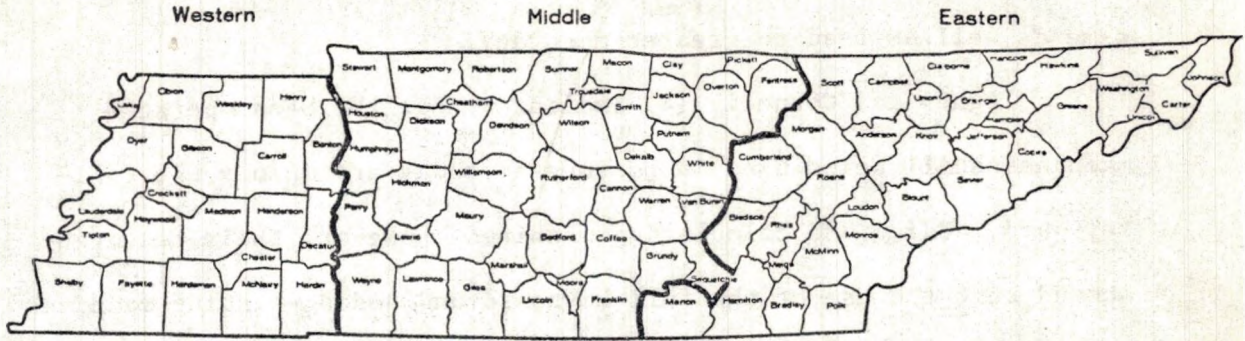 Western Middle Eastern
Stewart Montgomery Robertson Sumner Macon Clay Pickett
Overton Fentress Scott Campbell Claiborne Hancock Hawkins Sullivan Johnson
Lake Obion Weakley Henry
Houston Cheatham Trousdale Smith Jackson
Union Grainger Hamblen Greene Washington Unicoi Carter
Dyer Gibson Carroll Benton
Humphreys Dickson Davidson Wilson Putnam
Morgan Anderson Knox Jefferson Cocke
Crockett Hickman Williamson Rutherford Cannon Dekalb White
Cumberland Roane Loudon Blount Sevier
Lauderdale Haywood Madison Henderson Decatur
Perry Maury Warren Van Buren Bledsoe Rhea
Tipton Chester
Lewis Marshall Bedford Coffee Grundy Sequatchie Meigs McMinn Monroe
Shelby Fayette Hardeman McNairy Hardin
Wayne Lawrence Giles Lincoln Moore Franklin Marion Hamilton Bradley Polk